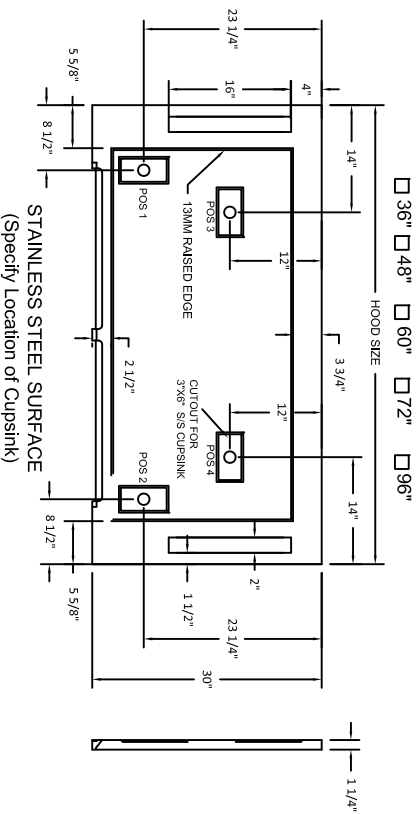 36" 48" 60" 72" 96"
HOOD SIZE
14"
14"
4"
16"
23 1/4"
12"
12"
3 3/4"
POS 3
POS 4
13MM RAISED EDGE
CUTOUT FOR
3"X6" S/S CUPSINK
POS 1
POS 2
2 1/2"
8 1/2"
5 5/8"
8 1/2"
5 5/8"
1 1/2"
2"
23 1/4"
30"
1 1/4"
STAINLESS STEEL SURFACE
(Specify Location of Cupsink)